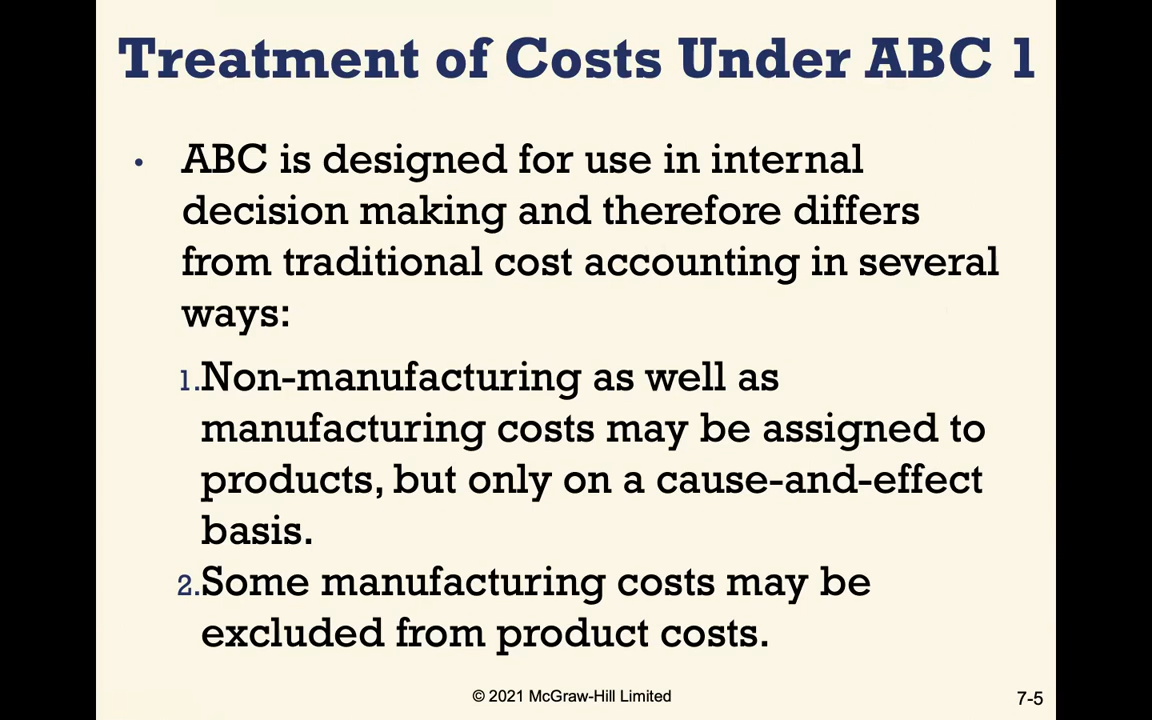 Treatment of Costs Under ABC 1
• ABC is designed for use in internal
decision making and therefore differs
from traditional cost accounting in several
ways:
1.Non-manufacturing as well as
manufacturing costs may be assigned to
products, but only on a cause-and-effect
basis.
2.Some manufacturing costs may be
excluded from product costs.
© 2021 McGraw-Hill Limited
7-5